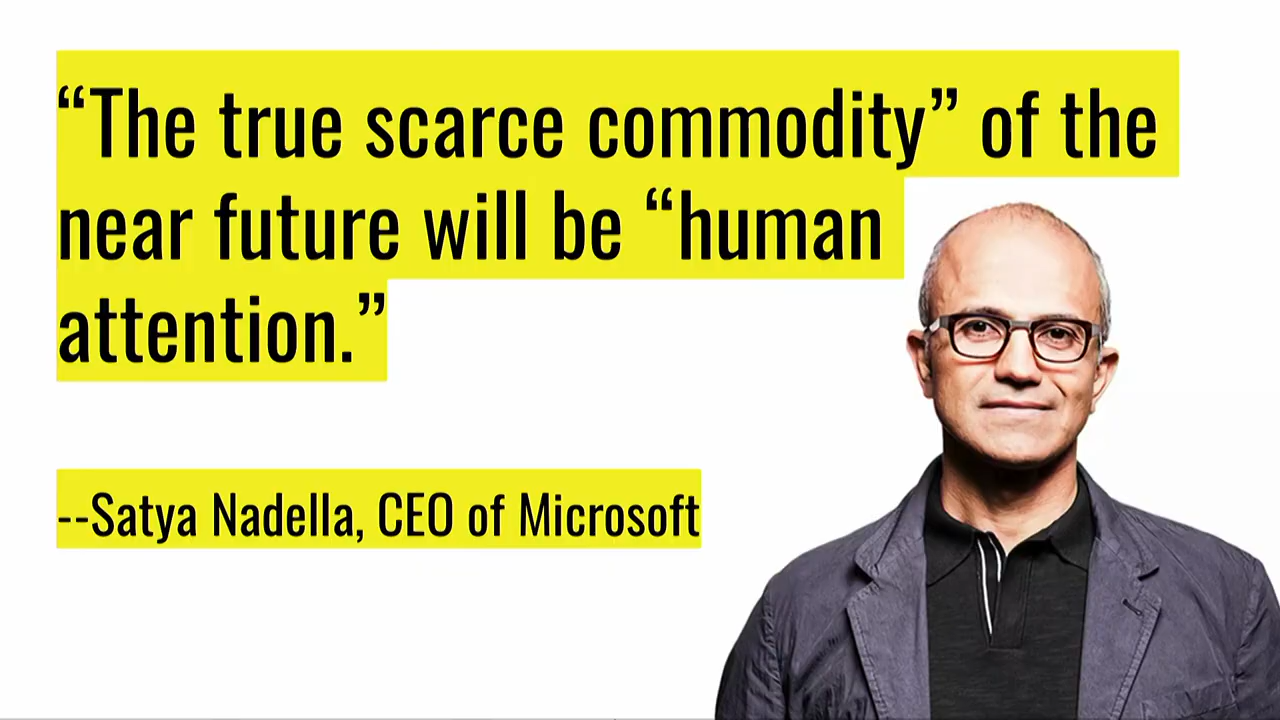 “The true scarce commodity” of the
near future will be “human
attention.”
--Satya Nadella, CEO of Microsoft